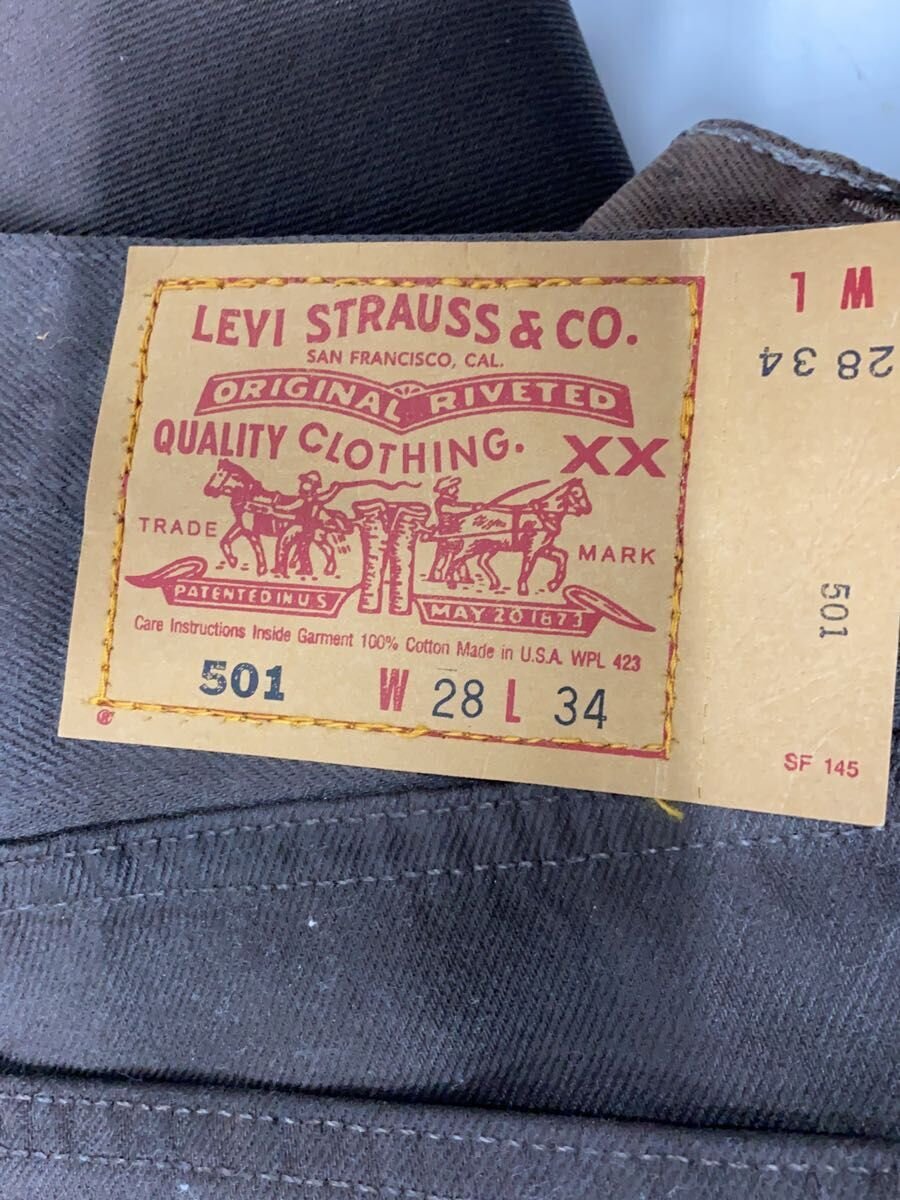 LEVI STRAUSS & CO.
SAN FRANCISCO, CAL.
ORIGINAL RIVETED
QUALITY CLOTHING. XX
TRADE MARK
PATENTED IN U.S MAY 20 1873
Care Instructions Inside Garment 100% Cotton Made in U.S.A. WPL 423
501 W 28 L 34
W L
28 34
501
SF 145